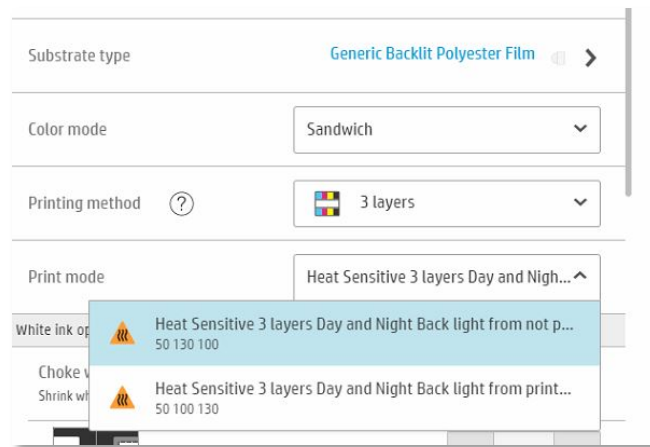 Substrate type
Generic Backlit Polyester Film
Color mode
Sandwich
Printing method ?
3 layers
Print mode
Heat Sensitive 3 layers Day and Nigh...
White ink op
Heat Sensitive 3 layers Day and Night Back light from not p...
50 130 100
Choke w
Shrink wh
Heat Sensitive 3 layers Day and Night Back light from print...
50 100 130